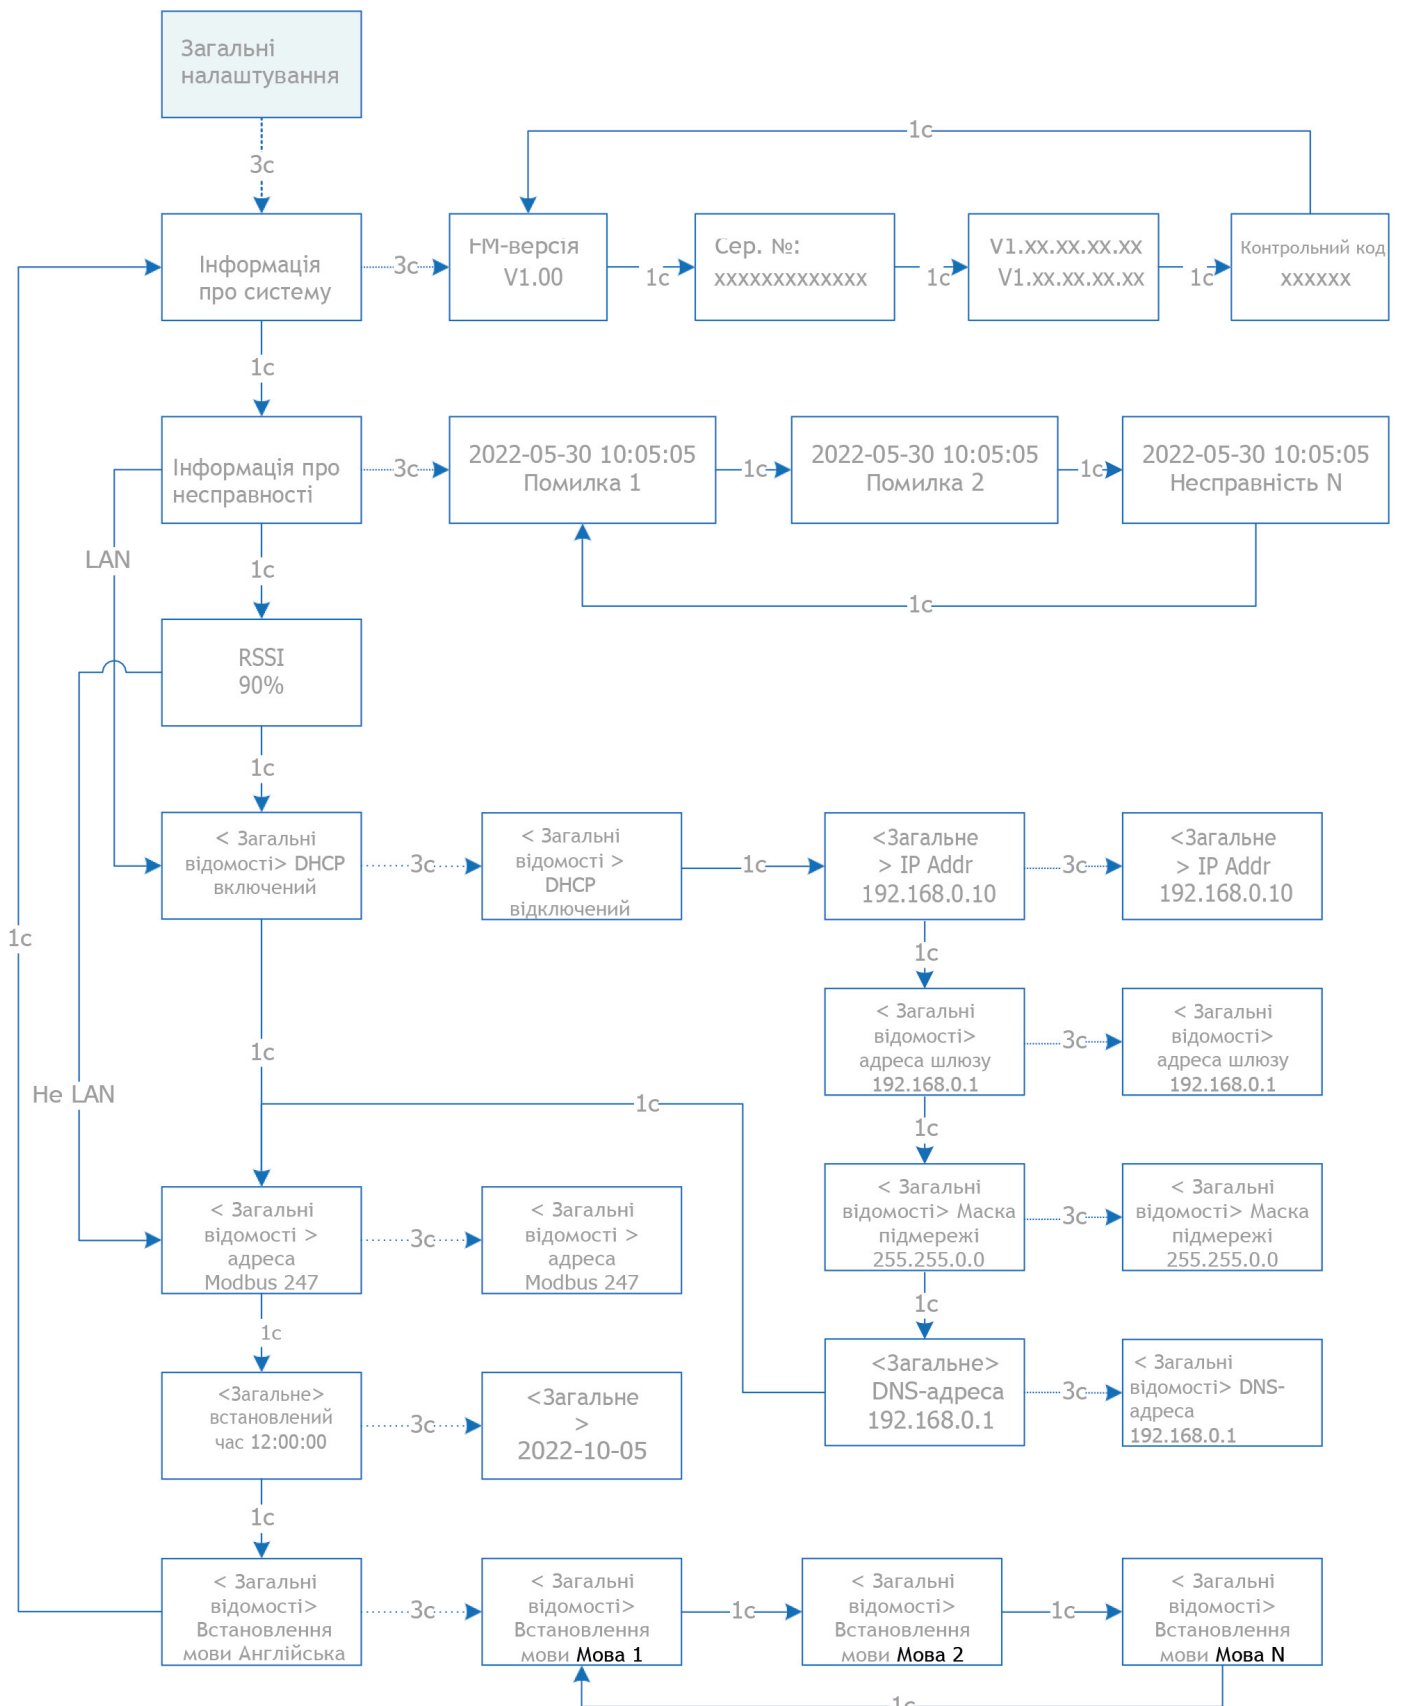 Загальні
налаштування
1с
3с
Інформація
про систему
3с
FM-версія
V1.00
1с
Сер. №:
xxxxxxxxxxxxx
1с
V1.xx.xx.xx.xx
V1.xx.xx.xx.xx
1с
Контрольний код
xxxxxx
1с
Інформація про
несправності
3с
2022-05-30 10:05:05
Помилка 1
1с
2022-05-30 10:05:05
Помилка 2
1с
2022-05-30 10:05:05
Несправність N
LAN
1с
1с
RSSI
90%
1с
< Загальні
відомості> DHCP
включений
3с
< Загальні
відомості >
DHCP
відключений
1с
<Загальне
> IP Addr
192.168.0.10
3с
<Загальне
> IP Addr
192.168.0.10
1с
1с
< Загальні
відомості>
адреса шлюзу
192.168.0.1
3с
< Загальні
відомості>
адреса шлюзу
192.168.0.1
1с
Не LAN
1с
1с
< Загальні
відомості >
адреса
Modbus 247
3с
< Загальні
відомості >
адреса
Modbus 247
< Загальні
відомості> Маска
підмережі
255.255.0.0
3с
< Загальні
відомості> Маска
підмережі
255.255.0.0
1с
1с
<Загальне>
встановлений
час 12:00:00
3с
<Загальне
>
2022-10-05
<Загальне>
DNS-адреса
192.168.0.1
3с
< Загальні
відомості> DNS-
адреса
192.168.0.1
1с
< Загальні
відомості>
Встановлення
мови Англійська
3с
< Загальні
відомості>
Встановлення
мови Мова 1
1с
< Загальні
відомості>
Встановлення
мови Мова 2
1с
< Загальні
відомості>
Встановлення
мови Мова N
1с